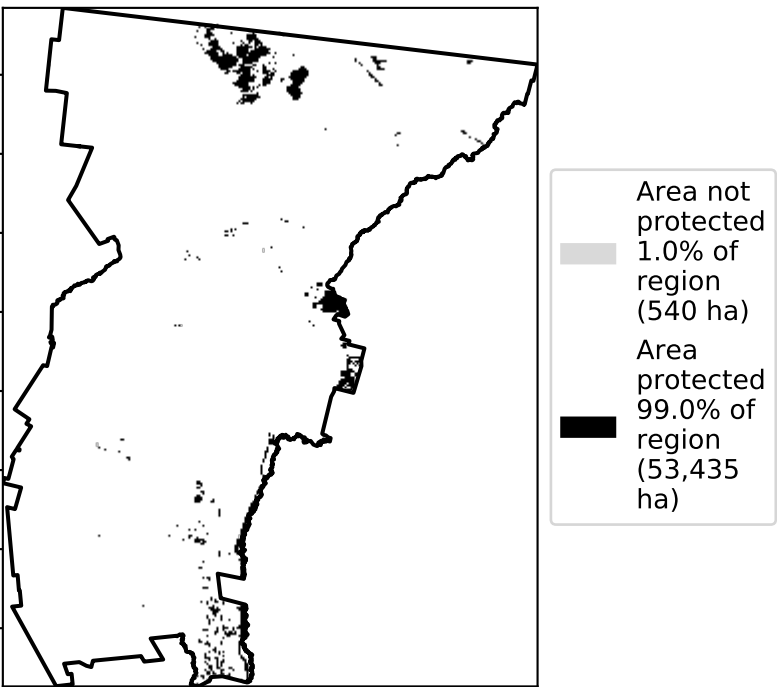 Area not
protected
1.0% of
region
(540 ha)
Area
protected
99.0% of
region
(53,435
ha)